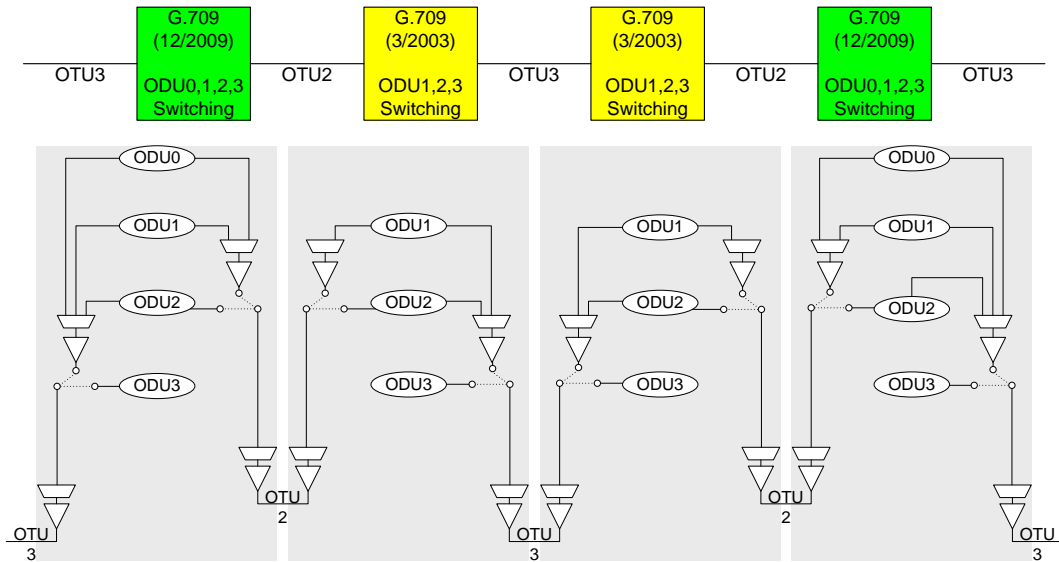 G.709
(12/2009)
ODU0,1,2,3
Switching
G.709
(3/2003)
ODU1,2,3
Switching
G.709
(3/2003)
ODU1,2,3
Switching
G.709
(12/2009)
ODU0,1,2,3
Switching
OTU3
OTU2
OTU3
OTU2
OTU3
ODU0
ODU1
ODU2
ODU3
ODU1
ODU2
ODU3
ODU1
ODU2
ODU3
ODU0
ODU1
ODU2
ODU3
OTU
3
OTU
2
OTU
3
OTU
2
OTU
3